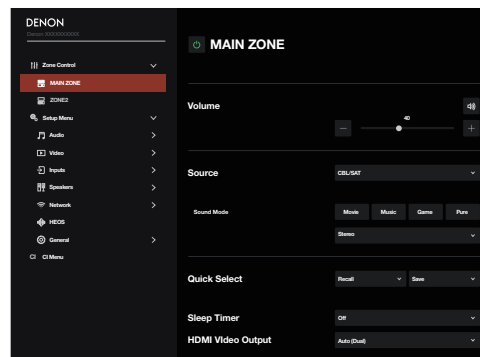 DENON
Zone Control
MAIN ZONE
ZONE2
Setup Menu
Audio
Video
Inputs
Speakers
Network
HEOS
General
CI CI Menu
MAIN ZONE
Volume
40
Source
CBL/SAT
Sound Mode
Movie Music Game Pure
Stereo
Quick Select
Recall Save
Sleep Timer
Off
HDMI Video Output
Auto (Dual)